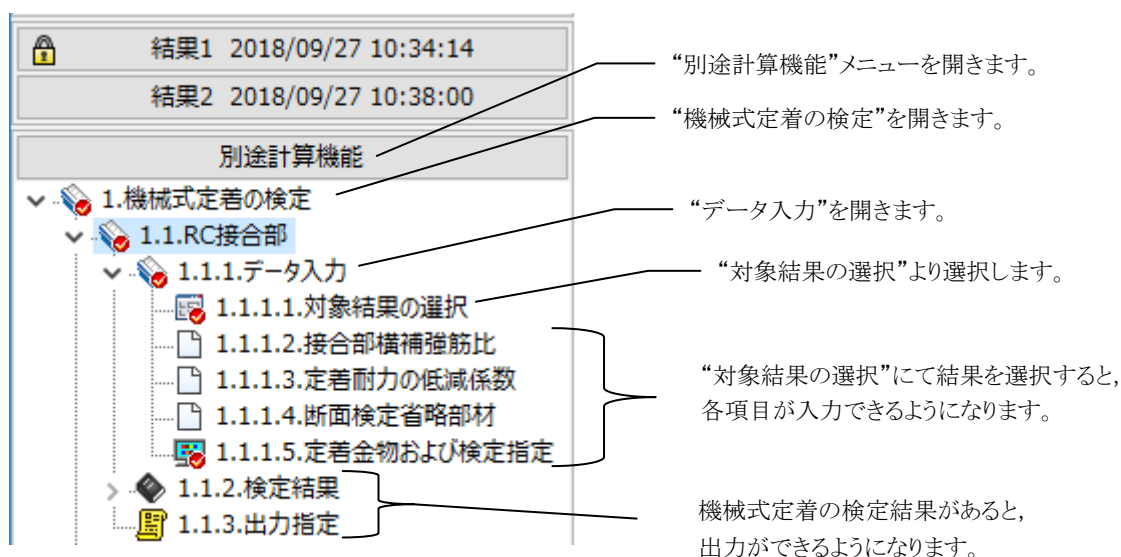 結果1 2018/09/27 10:34:14
結果2 2018/09/27 10:38:00
別途計算機能
1.機械式定着の検定
1.1.RC接合部
1.1.1.データ入力
1.1.1.1.対象結果の選択
1.1.1.2.接合部横補強筋比
1.1.1.3.定着耐力の低減係数
1.1.1.4.断面検定省略部材
1.1.1.5.定着金物および検定指定
1.1.2.検定結果
1.1.3.出力指定
“別途計算機能”メニューを開きます。
“機械式定着の検定”を開きます。
“データ入力”を開きます。
“対象結果の選択”より選択します。
“対象結果の選択”にて結果を選択すると,
各項目が入力できるようになります。
機械式定着の検定結果があると,
出力ができるようになります。